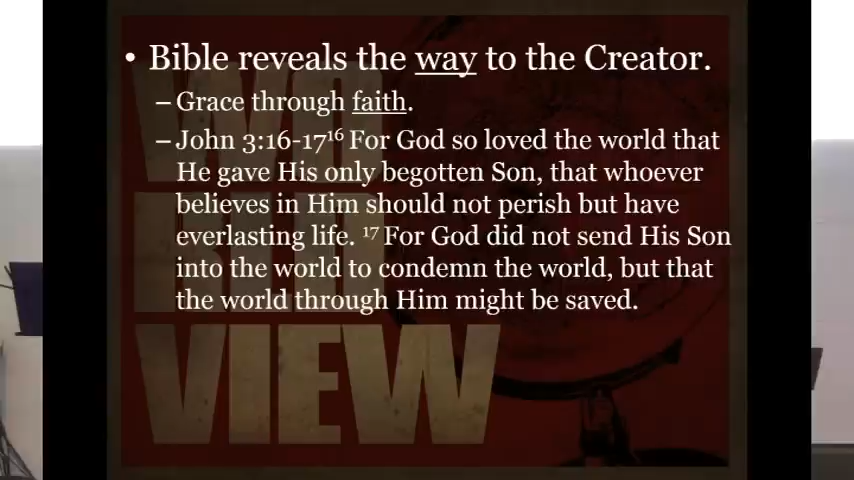 • Bible reveals the way to the Creator.
– Grace through faith.
– John 3:16-17¹⁶ For God so loved the world that
He gave His only begotten Son, that whoever
believes in Him should not perish but have
everlasting life. ¹⁷ For God did not send His Son
into the world to condemn the world, but that
the world through Him might be saved.
WO
RLD
VIEW